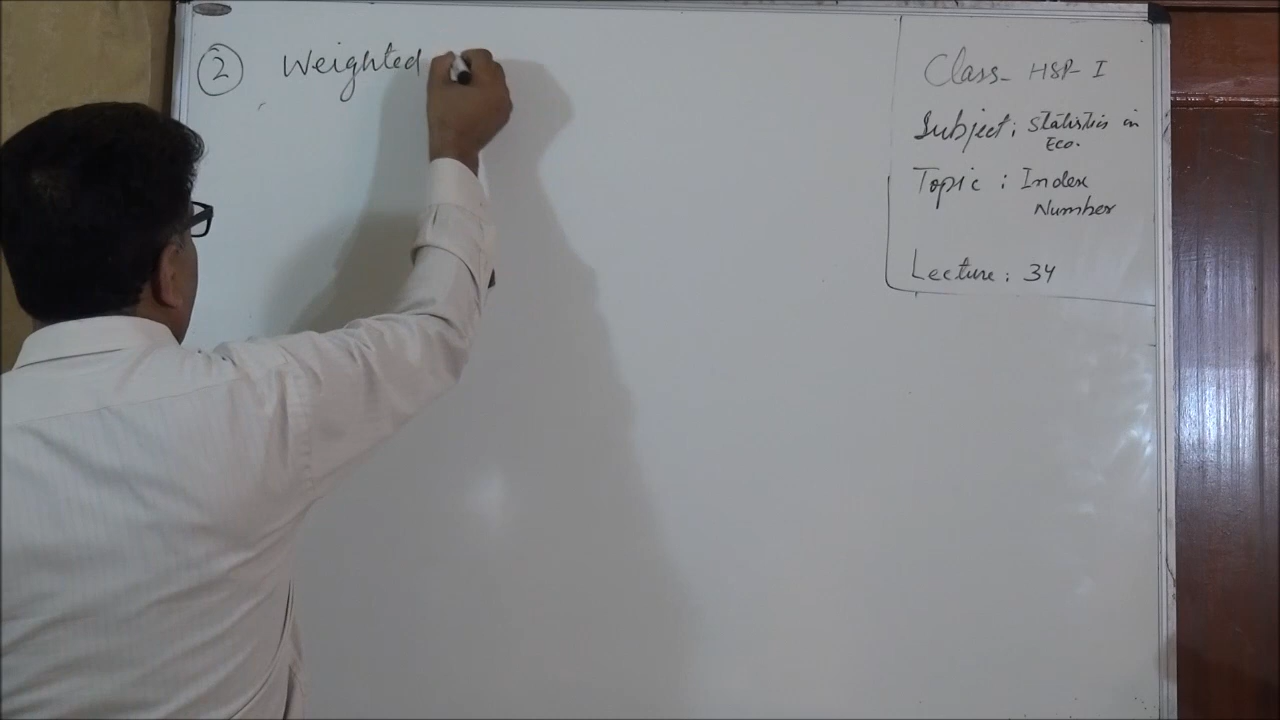 ② Weighted
Class- HSP-I
Subject: Statistics in
Eco.
Topic: Index
Number
Lecture: 34